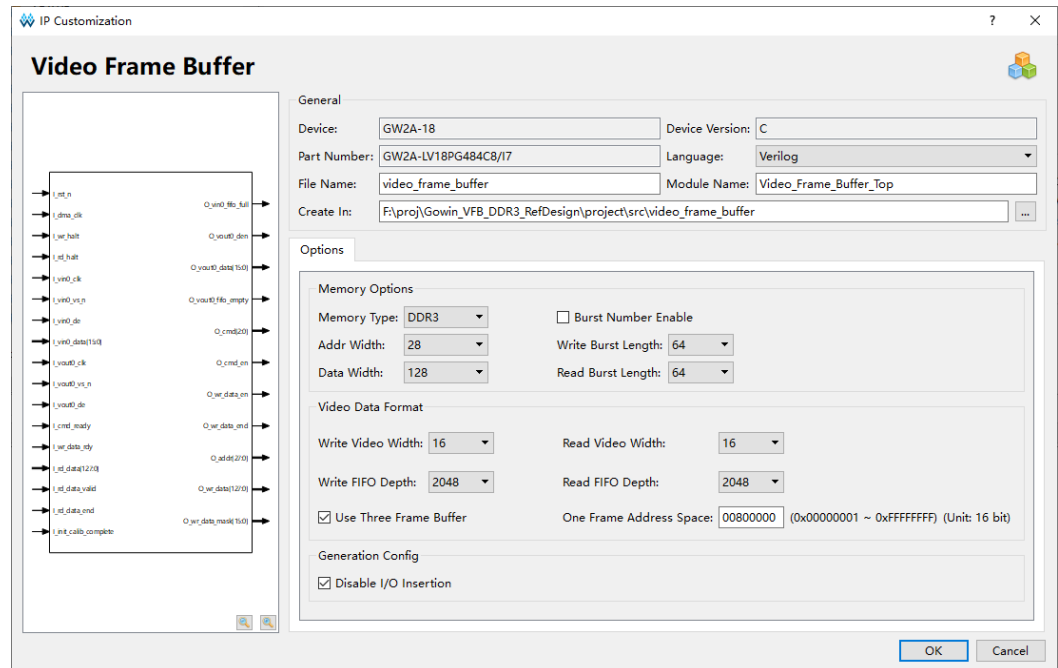 IP Customization
?
Video Frame Buffer
I_rst_n
I_dma_clk
I_wr_halt
I_rd_halt
I_vin0_clk
I_vin0_vs_n
I_vin0_de
I_vin0_data(15:0)
I_vout0_clk
I_vout0_vs_n
I_vout0_de
I_cmd_ready
I_wr_data_rdy
I_rd_data(127:0)
I_rd_data_valid
I_rd_data_end
I_init_calib_complete
O_vin0_fifo_full
O_vout0_den
O_vout0_data(15:0)
O_vout0_fifo_empty
O_cmd(2:0)
O_cmd_en
O_wr_data_en
O_wr_data_end
O_addr(27:0)
O_wr_data(127:0)
O_wr_data_mask(15:0)
General
Device: GW2A-18 Device Version: C
Part Number: GW2A-LV18PG484C8/I7 Language: Verilog
File Name: video_frame_buffer Module Name: Video_Frame_Buffer_Top
Create In: F:\proj\Gowin_VFB_DDR3_RefDesign\project\src\video_frame_buffer ...
Options
Memory Options
Memory Type: DDR3 Burst Number Enable
Addr Width: 28 Write Burst Length: 64
Data Width: 128 Read Burst Length: 64
Video Data Format
Write Video Width: 16 Read Video Width: 16
Write FIFO Depth: 2048 Read FIFO Depth: 2048
Use Three Frame Buffer One Frame Address Space: 00800000 (0x00000001 ~ 0xFFFFFFFF) (Unit: 16 bit)
Generation Config
Disable I/O Insertion
OK Cancel